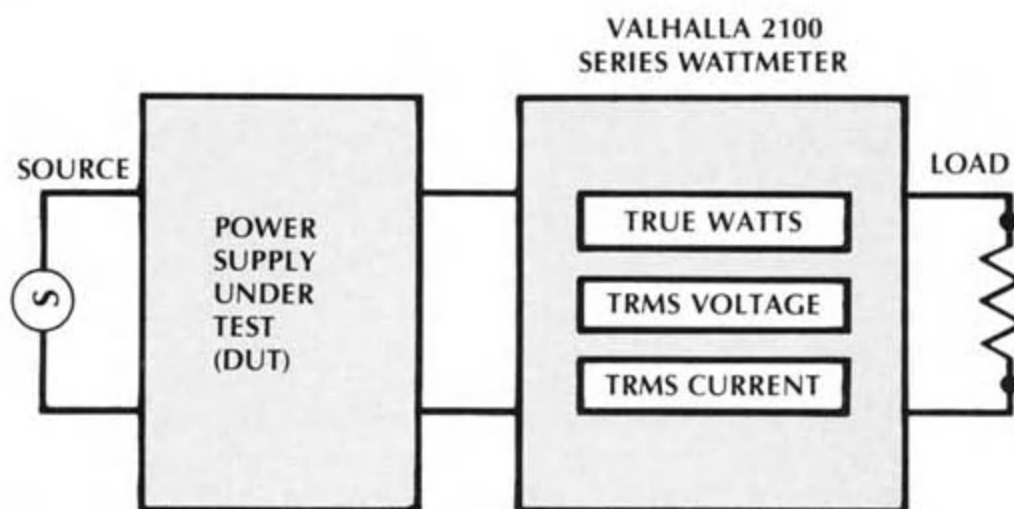 VALHALLA 2100
SERIES WATTMETER
SOURCE
LOAD
S
POWER
SUPPLY
UNDER
TEST
(DUT)
TRUE WATTS
TRMS VOLTAGE
TRMS CURRENT